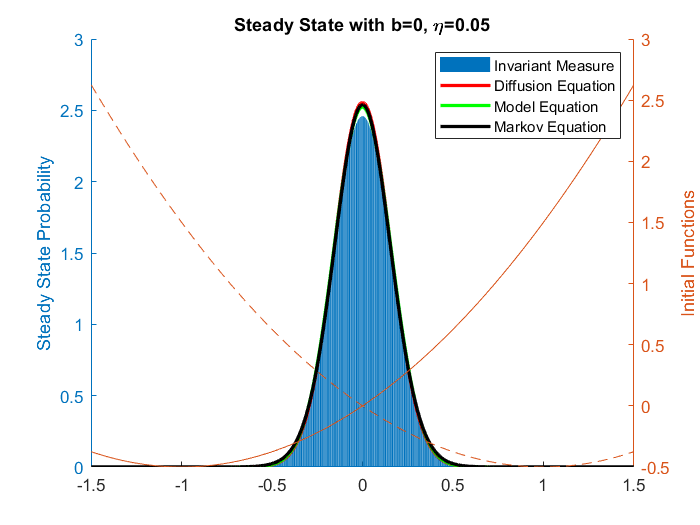 Steady State with b=0, η=0.05
Invariant Measure
Diffusion Equation
Model Equation
Markov Equation
Steady State Probability
3
2.5
2
1.5
1
0.5
0
3
2.5
2
1.5
1
0.5
0
-0.5
Initial Functions
-1.5 -1 -0.5 0 0.5 1 1.5